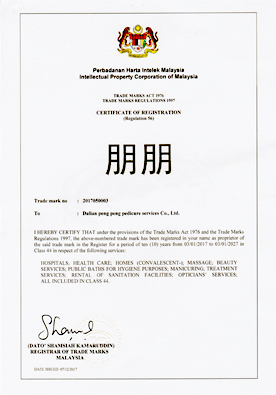 Perbadanan Harta Intelek Malaysia
Intellectual Property Corporation of Malaysia
TRADE MARKS ACT 1976
TRADE MARKS REGULATIONS 1997
CERTIFICATE OF REGISTRATION
(Regulation 56)
朋朋
Trade mark no : 2017050003
To : Dalian peng peng pedicure services Co., Ltd.
I HEREBY CERTIFY THAT under the provisions of the Trade Marks Act 1976 and the Trade Marks
Regulations 1997, the above-numbered trade mark has been registered in your name as proprietor of
the said trade mark in the Register for a period of ten (10) years from 03/01/2017 to 03/01/2027 in
Class 44 in respect of the following services:
HOSPITALS; HEALTH CARE; HOMES (CONVALESCENT-); MASSAGE; BEAUTY
SERVICES; PUBLIC BATHS FOR HYGIENE PURPOSES; MANICURING; TREATMENT
SERVICES; RENTAL OF SANITATION FACILITIES; OPTICIANS' SERVICES;
ALL INCLUDED IN CLASS 44.
(DATO' SHAMSIAH KAMARUDDIN)
REGISTRAR OF TRADE MARKS
MALAYSIA